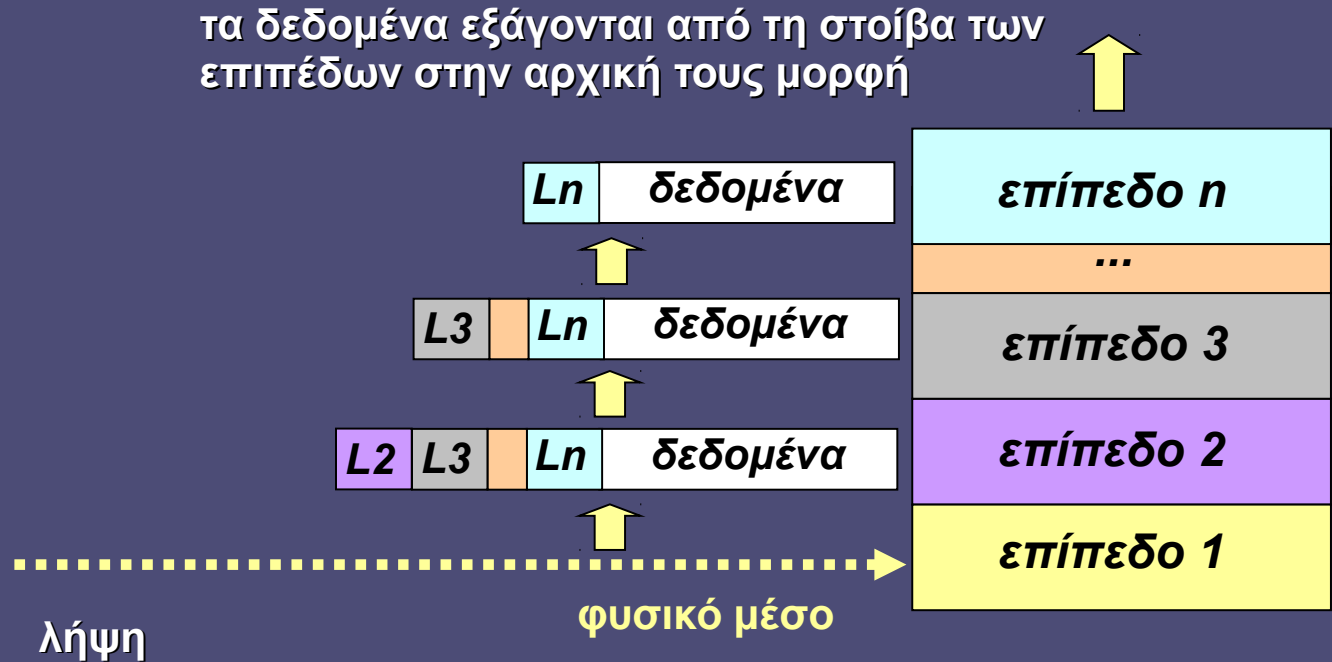 τα δεδομένα εξάγονται από τη στοίβα των
επιπέδων στην αρχική τους μορφή
Ln δεδομένα επίπεδο n
...
L3 Ln δεδομένα επίπεδο 3
L2 L3 Ln δεδομένα επίπεδο 2
επίπεδο 1
φυσικό μέσο
λήψη